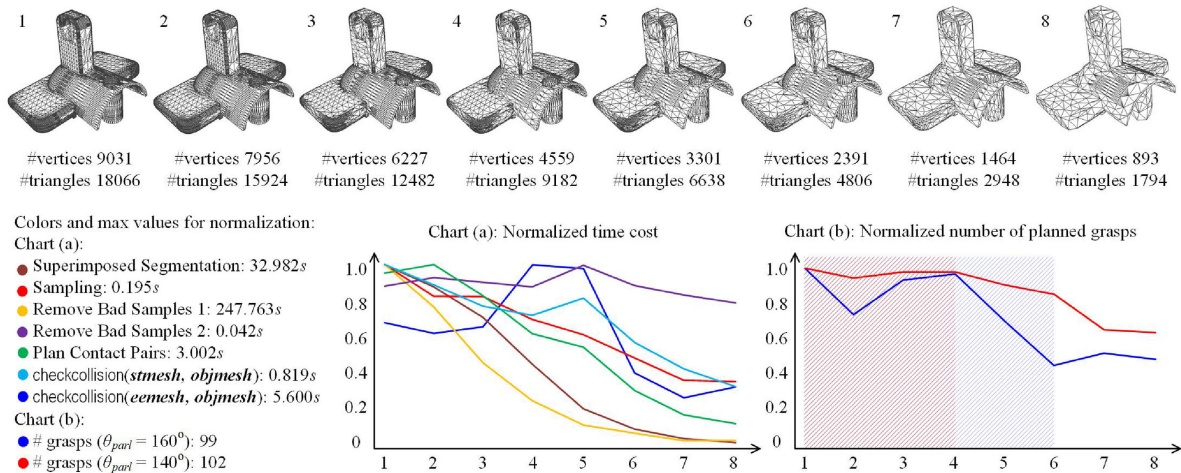 1 2 3 4 5 6 7 8
#vertices 9031 #vertices 7956 #vertices 6227 #vertices 4559 #vertices 3301 #vertices 2391 #vertices 1464 #vertices 893
#triangles 18066 #triangles 15924 #triangles 12482 #triangles 9182 #triangles 6638 #triangles 4806 #triangles 2948 #triangles 1794
Colors and max values for normalization:
Chart (a):
Superimposed Segmentation: 32.982s
Sampling: 0.195s
Remove Bad Samples 1: 247.763s
Remove Bad Samples 2: 0.042s
Plan Contact Pairs: 3.002s
checkcollision(stmesh, objmesh): 0.819s
checkcollision(eemesh, objmesh): 5.600s
Chart (b):
# grasps (θparl = 160°): 99
# grasps (θparl = 140°): 102
Chart (a): Normalized time cost
1.0
0.8
0.6
0.4
0.2
0
1 2 3 4 5 6 7 8
Chart (b): Normalized number of planned grasps
1.0
0.8
0.6
0.4
0.2
0
1 2 3 4 5 6 7 8